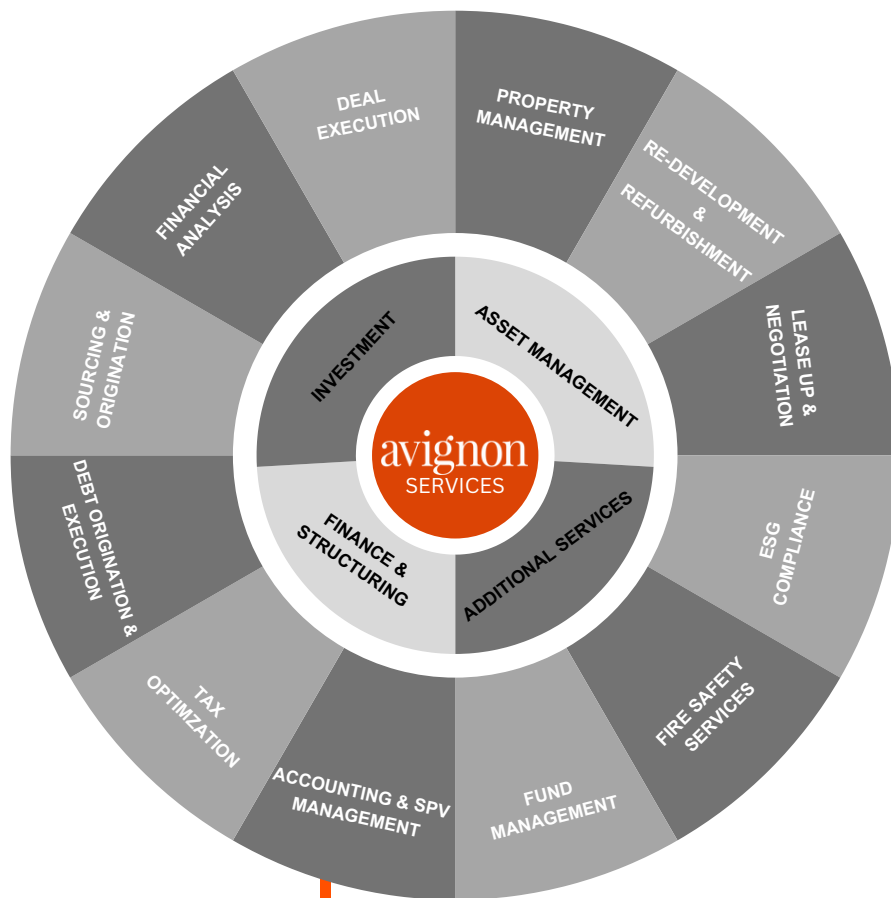 DEAL
EXECUTION
PROPERTY
MANAGEMENT
RE-DEVELOPMENT
&
REFURBISHMENT
LEASE UP &
NEGOTIATION
ESG
COMPLIANCE
FIRE SAFETY
SERVICES
FUND
MANAGEMENT
ACCOUNTING & SPV
MANAGEMENT
TAX
OPTIMZATION
DEBT ORIGINATION &
EXECUTION
SOURCING &
ORIGINATION
FINANCIAL
ANALYSIS
INVESTMENT
ASSET MANAGEMENT
ADDITIONAL SERVICES
FINANCE &
STRUCTURING
avignon
SERVICES